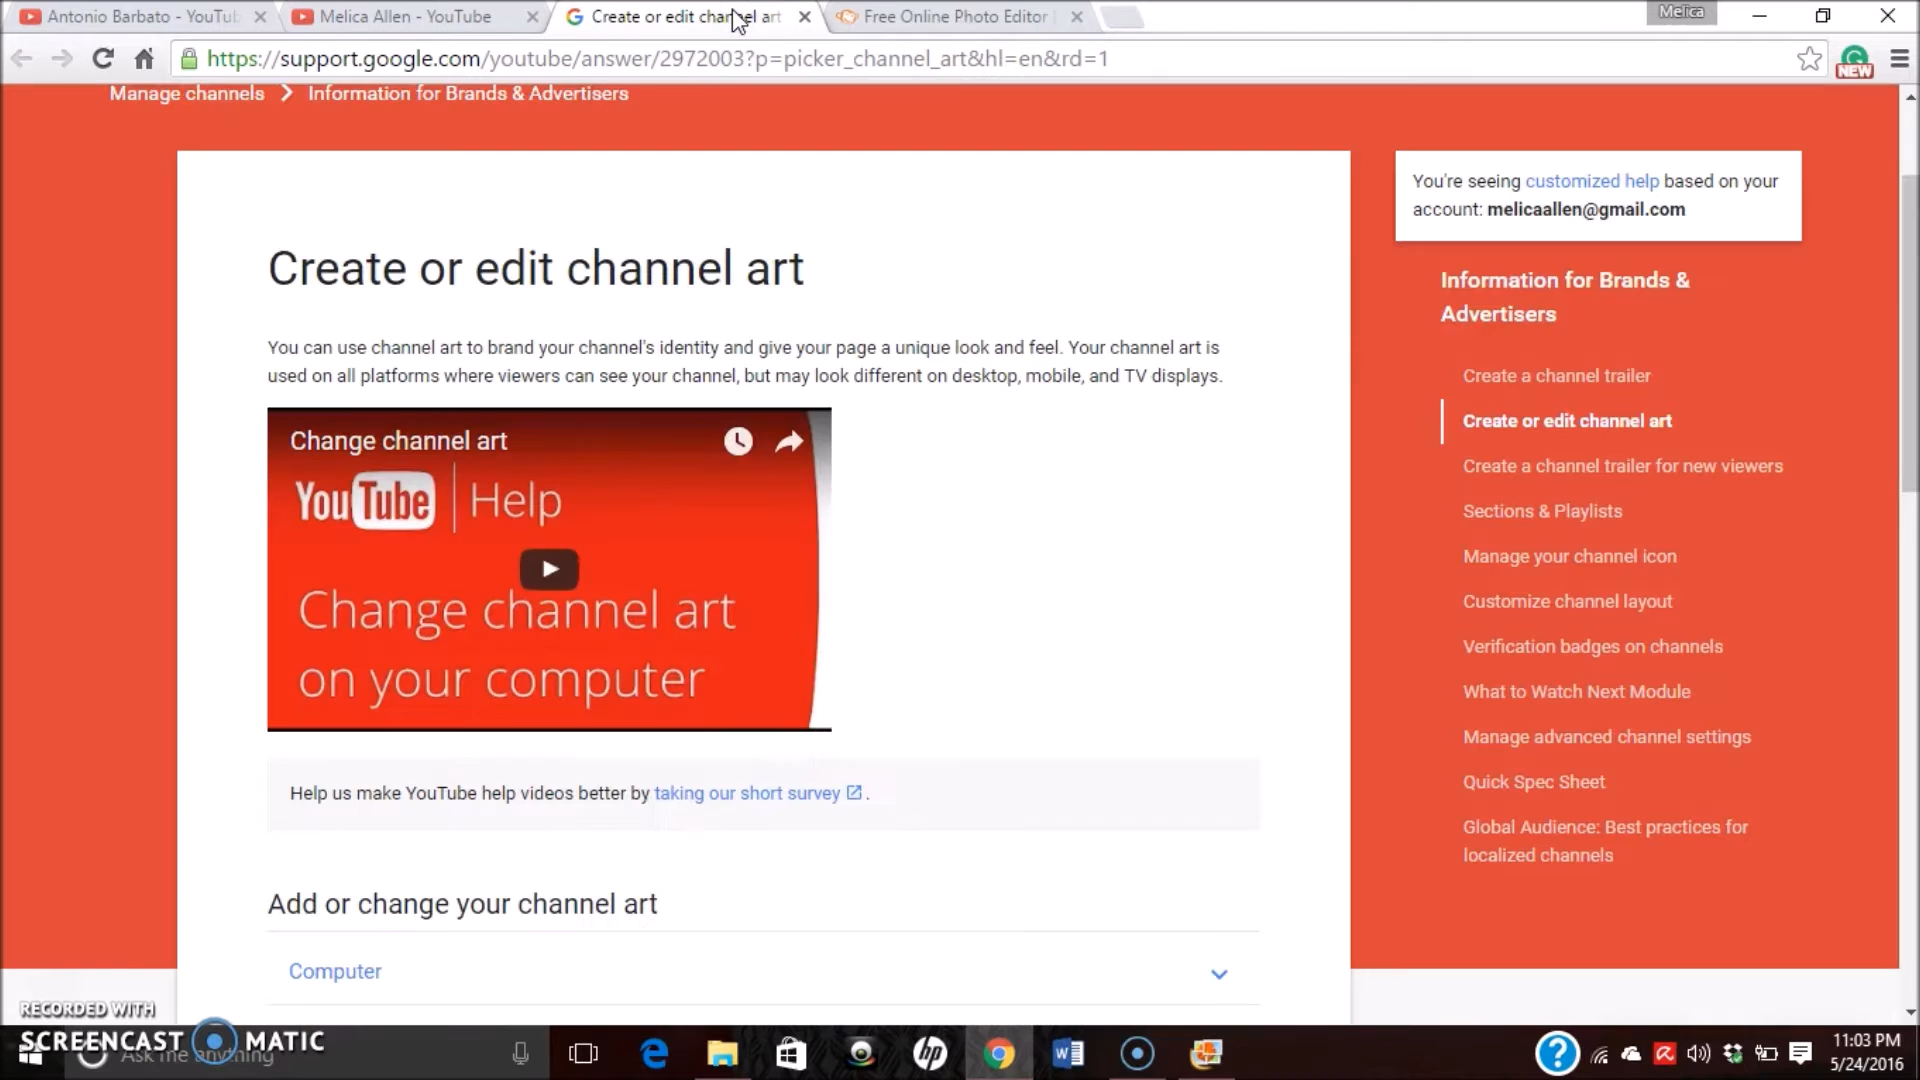 Antonio Barbato - YouTub
Melica Allen - YouTube
Create or edit channel art
Free Online Photo Editor
Melica
https://support.google.com/youtube/answer/2972003?p=picker_channel_art&hl=en&rd=1
NEW
Manage channels > Information for Brands & Advertisers
Create or edit channel art
You can use channel art to brand your channel's identity and give your page a unique look and feel. Your channel art is
used on all platforms where viewers can see your channel, but may look different on desktop, mobile, and TV displays.
Change channel art
YouTube | Help
Change channel art
on your computer
Help us make YouTube help videos better by taking our short survey .
Add or change your channel art
Computer
You're seeing customized help based on your
account: melicaallen@gmail.com
Information for Brands &
Advertisers
Create a channel trailer
Create or edit channel art
Create a channel trailer for new viewers
Sections & Playlists
Manage your channel icon
Customize channel layout
Verification badges on channels
What to Watch Next Module
Manage advanced channel settings
Quick Spec Sheet
Global Audience: Best practices for
localized channels
RECORDED WITH
SCREENCAST MATIC
Ask me anything
hp
11:03 PM
5/24/2016